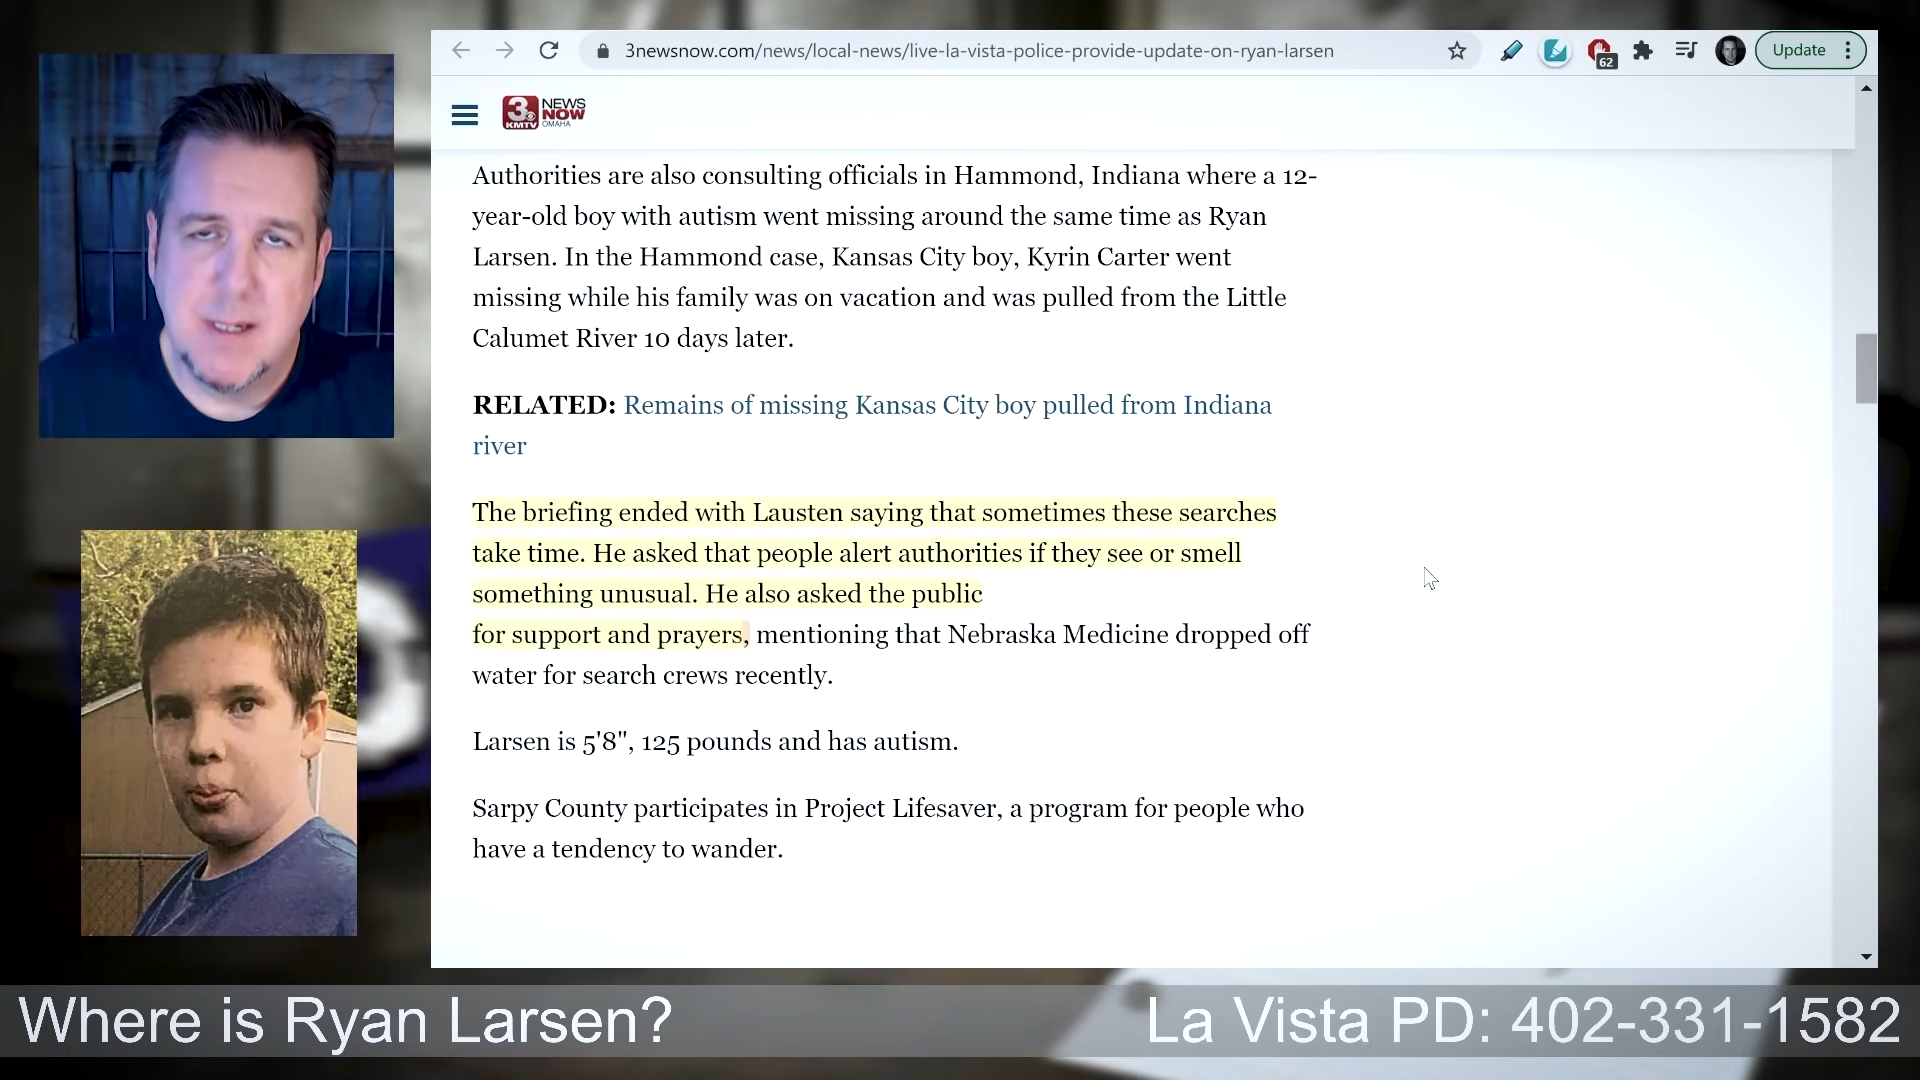 3newsnow.com/news/local-news/live-la-vista-police-provide-update-on-ryan-larsen
62
Update
3 KMTV NEWS NOW OMAHA
Authorities are also consulting officials in Hammond, Indiana where a 12-
year-old boy with autism went missing around the same time as Ryan
Larsen. In the Hammond case, Kansas City boy, Kyrin Carter went
missing while his family was on vacation and was pulled from the Little
Calumet River 10 days later.
RELATED: Remains of missing Kansas City boy pulled from Indiana
river
The briefing ended with Lausten saying that sometimes these searches
take time. He asked that people alert authorities if they see or smell
something unusual. He also asked the public
for support and prayers, mentioning that Nebraska Medicine dropped off
water for search crews recently.
Larsen is 5'8", 125 pounds and has autism.
Sarpy County participates in Project Lifesaver, a program for people who
have a tendency to wander.
Where is Ryan Larsen?
La Vista PD: 402-331-1582